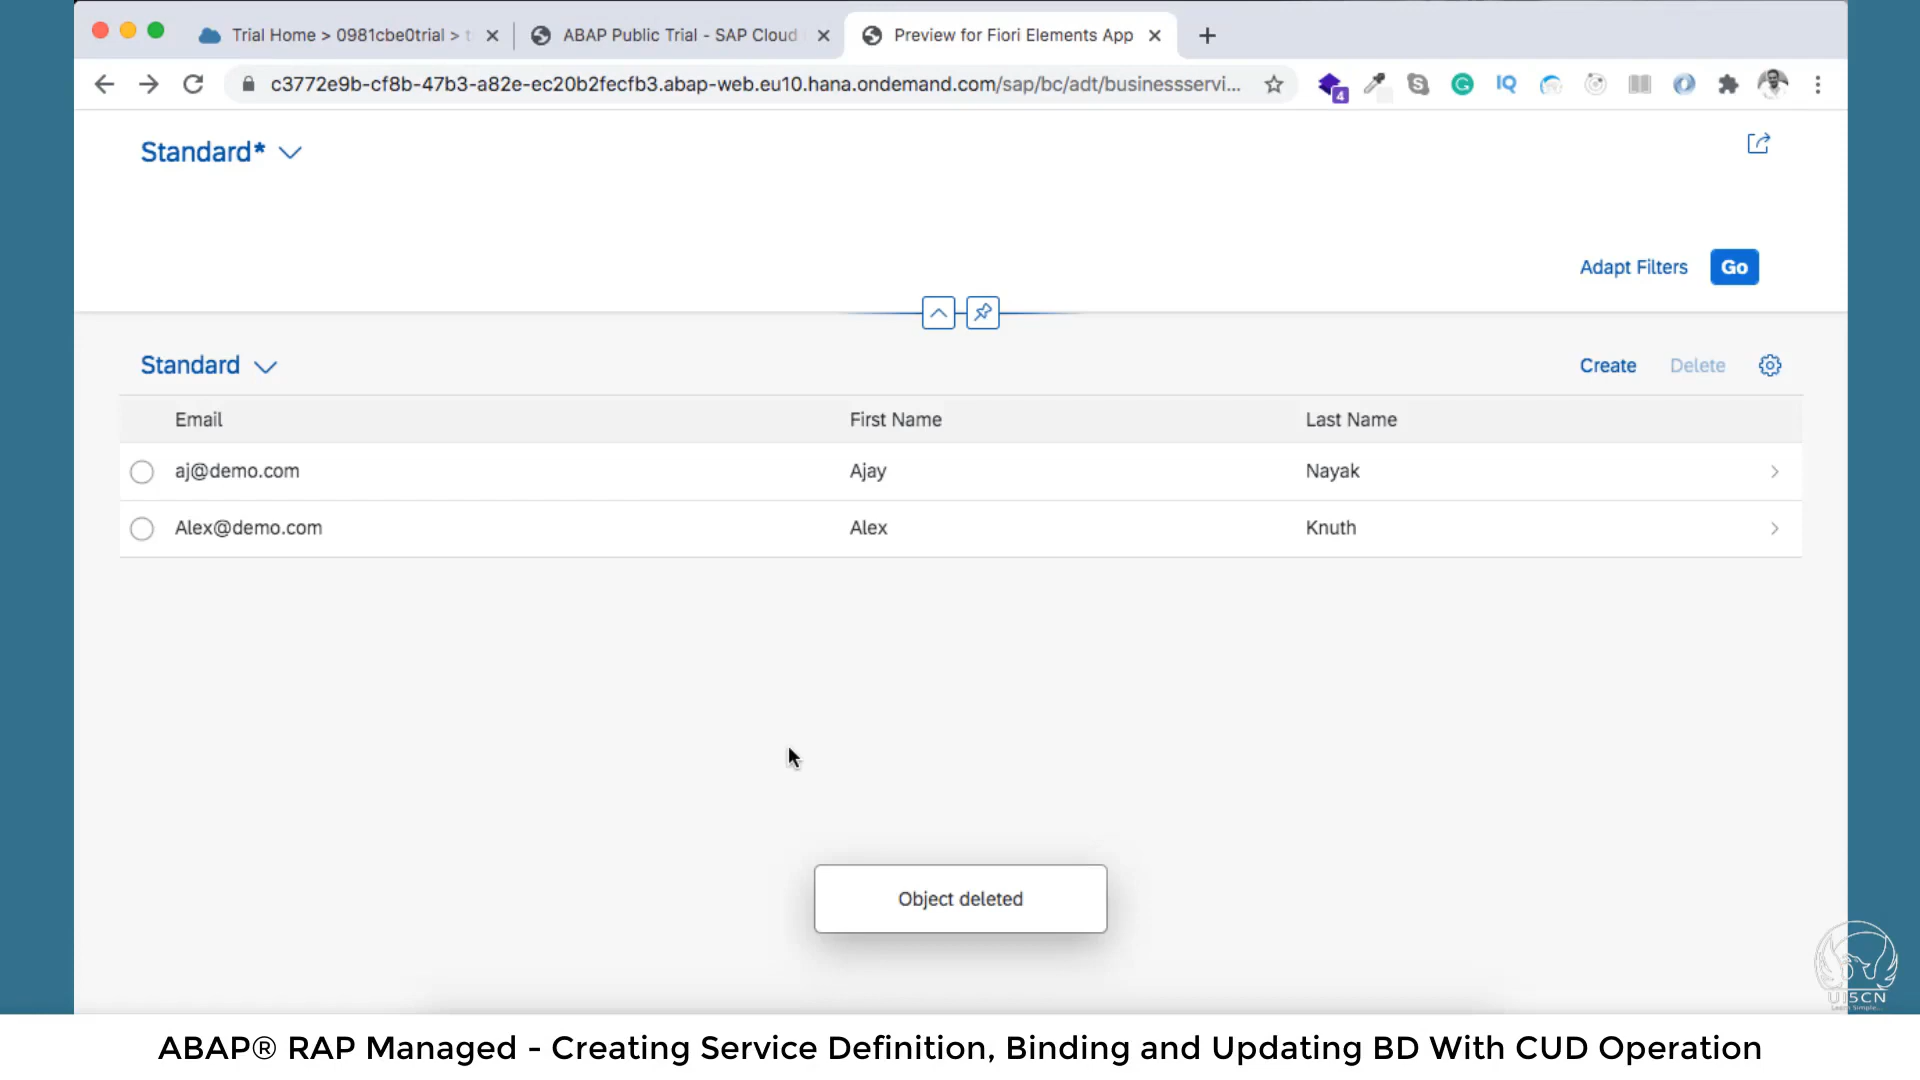 Trial Home > 0981cbe0trial > t
ABAP Public Trial - SAP Cloud
Preview for Fiori Elements App
c3772e9b-cf8b-47b3-a82e-ec20b2fecfb3.abap-web.eu10.hana.ondemand.com/sap/bc/adt/businessservi...
4
IQ
Standard*
Adapt Filters Go
Standard
Create Delete
Email First Name Last Name
aj@demo.com Ajay Nayak
Alex@demo.com Alex Knuth
Object deleted
UI5CN
ABAP® RAP Managed - Creating Service Definition, Binding and Updating BD With CUD Operation